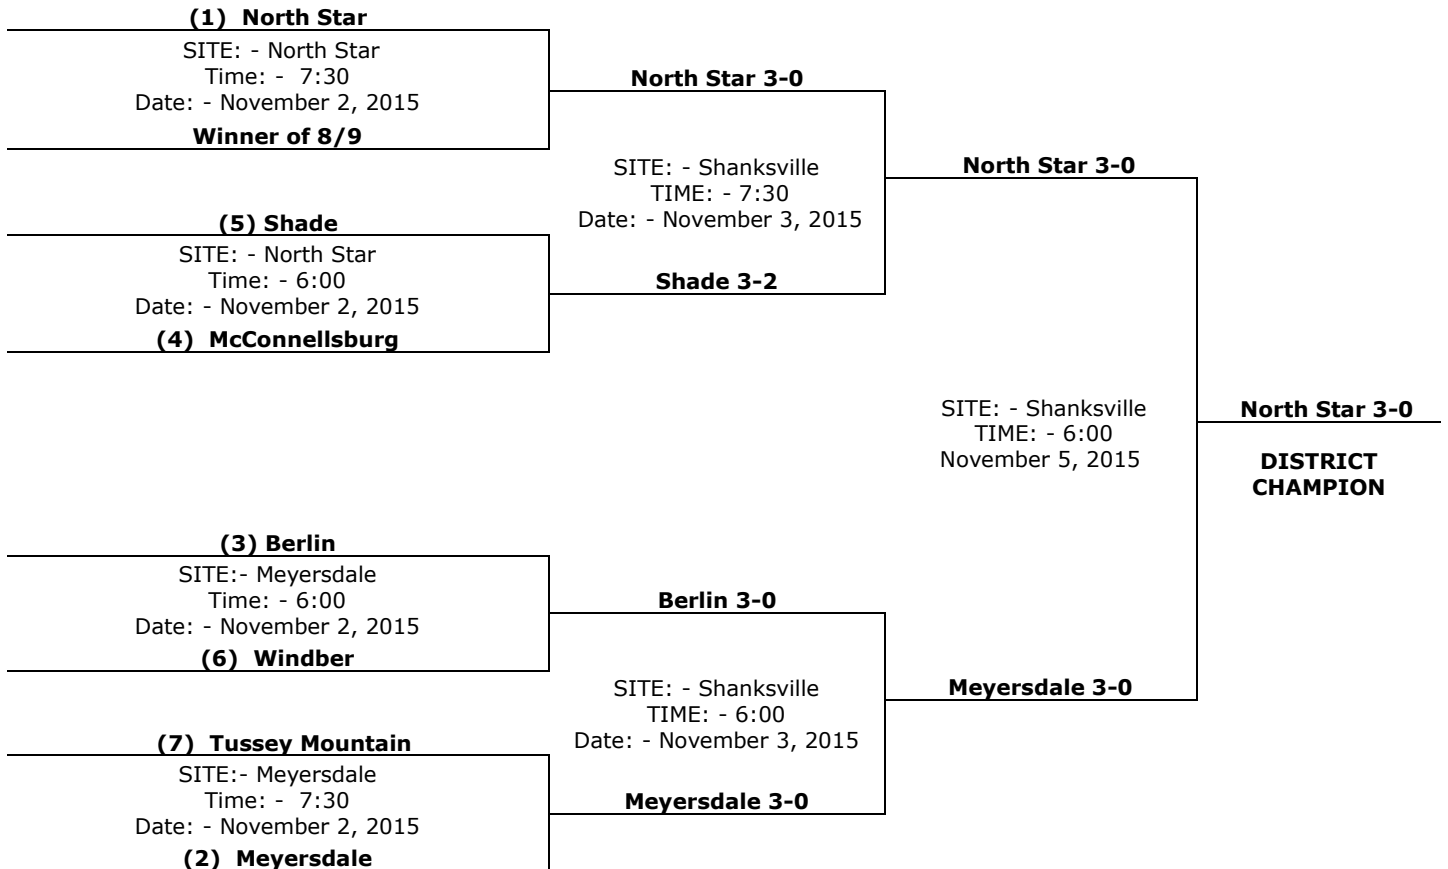 (1) North Star
SITE: - North Star
Time: - 7:30
Date: - November 2, 2015
Winner of 8/9
(5) Shade
SITE: - North Star
Time: - 6:00
Date: - November 2, 2015
(4) McConnellsburg
(3) Berlin
SITE:- Meyersdale
Time: - 6:00
Date: - November 2, 2015
(6) Windber
(7) Tussey Mountain
SITE:- Meyersdale
Time: - 7:30
Date: - November 2, 2015
(2) Meyersdale
North Star 3-0
SITE: - Shanksville
TIME: - 7:30
Date: - November 3, 2015
Shade 3-2
Berlin 3-0
SITE: - Shanksville
TIME: - 6:00
Date: - November 3, 2015
Meyersdale 3-0
North Star 3-0
SITE: - Shanksville
TIME: - 6:00
November 5, 2015
Meyersdale 3-0
North Star 3-0
DISTRICT
CHAMPION